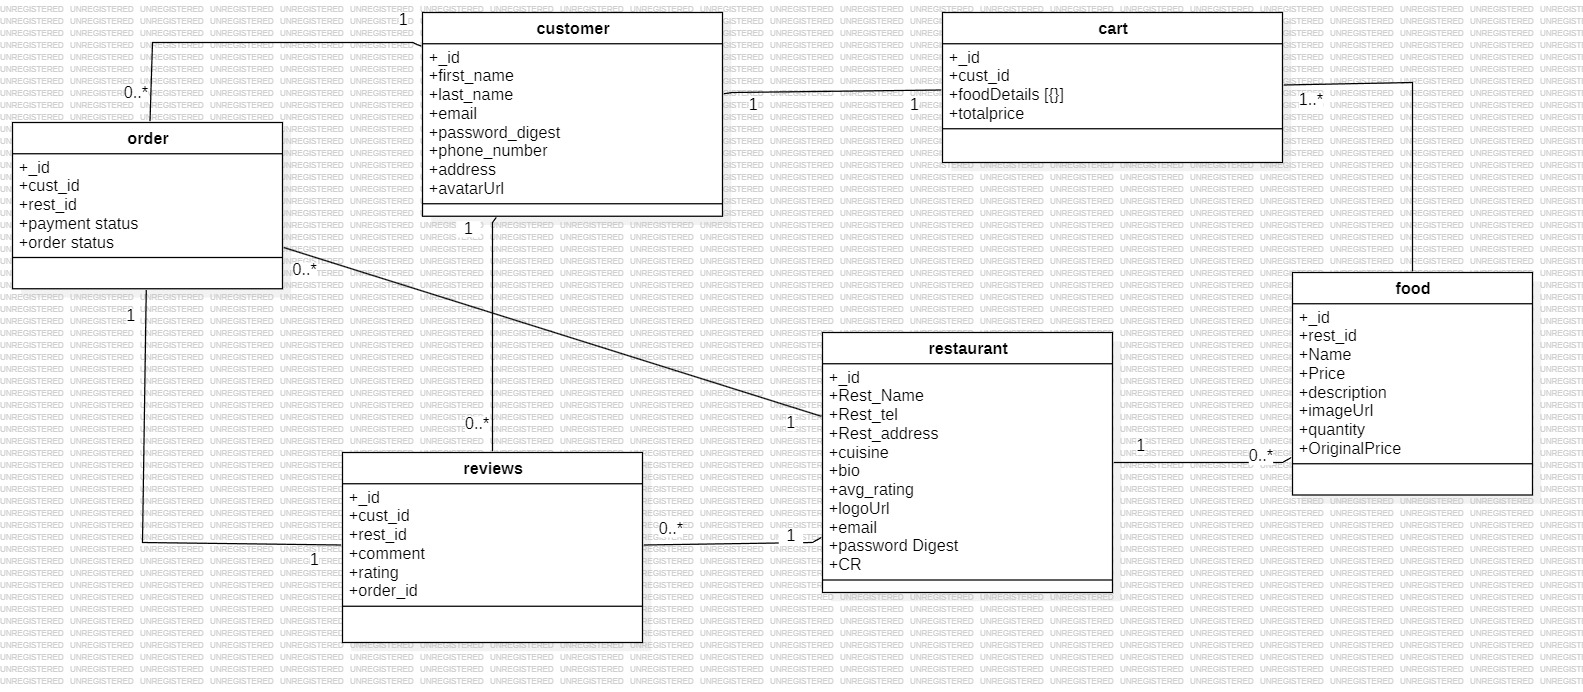 customer
+_id
+first_name
+last_name
+email
+password_digest
+phone_number
+address
+avatarUrl
cart
+_id
+cust_id
+foodDetails [{}]
+totalprice
order
+_id
+cust_id
+rest_id
+payment status
+order status
food
+_id
+rest_id
+Name
+Price
+description
+imageUrl
+quantity
+OriginalPrice
restaurant
+_id
+Rest_Name
+Rest_tel
+Rest_address
+cuisine
+bio
+avg_rating
+logoUrl
+email
+password Digest
+CR
reviews
+_id
+cust_id
+rest_id
+comment
+rating
+order_id
1
0..*
1
1
1..*
1
0..*
1
0..*
1
1
0..*
1
0..*
1
1
UNREGISTERED